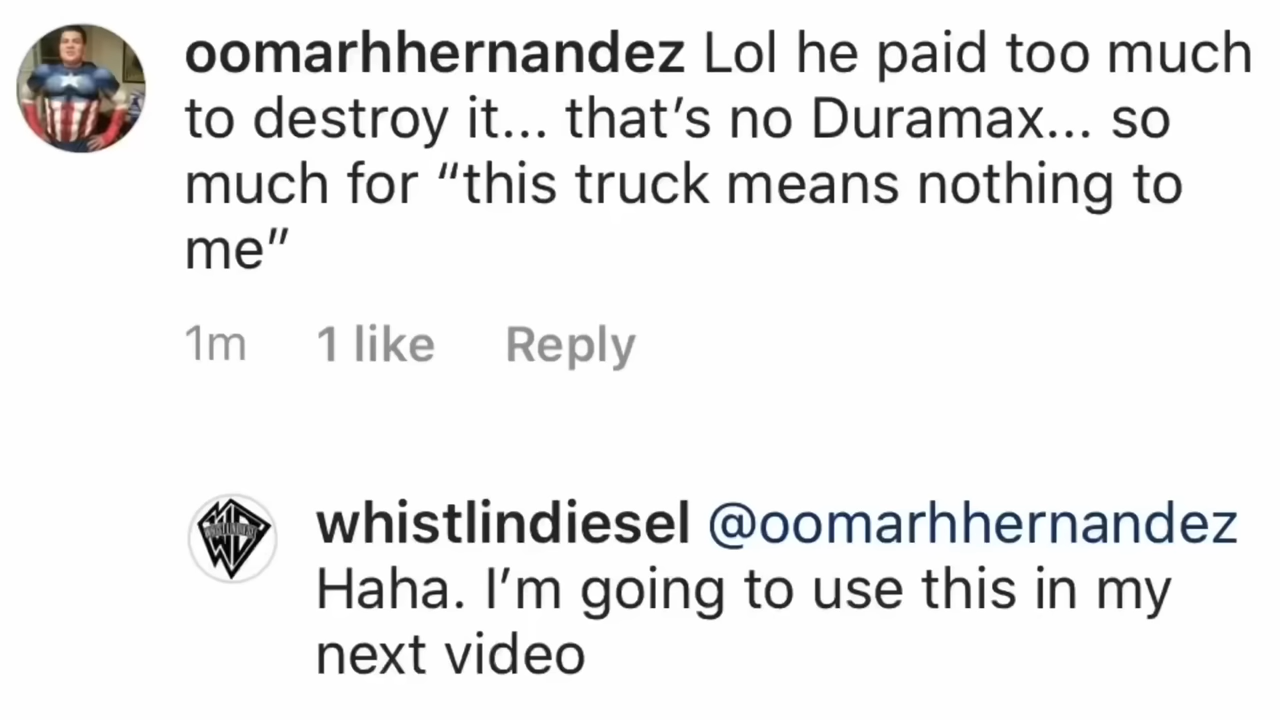 oomarhhernandez Lol he paid too much
to destroy it... that’s no Duramax... so
much for “this truck means nothing to
me”
1m 1 like Reply
whistlindiesel @oomarhhernandez
Haha. I’m going to use this in my
next video